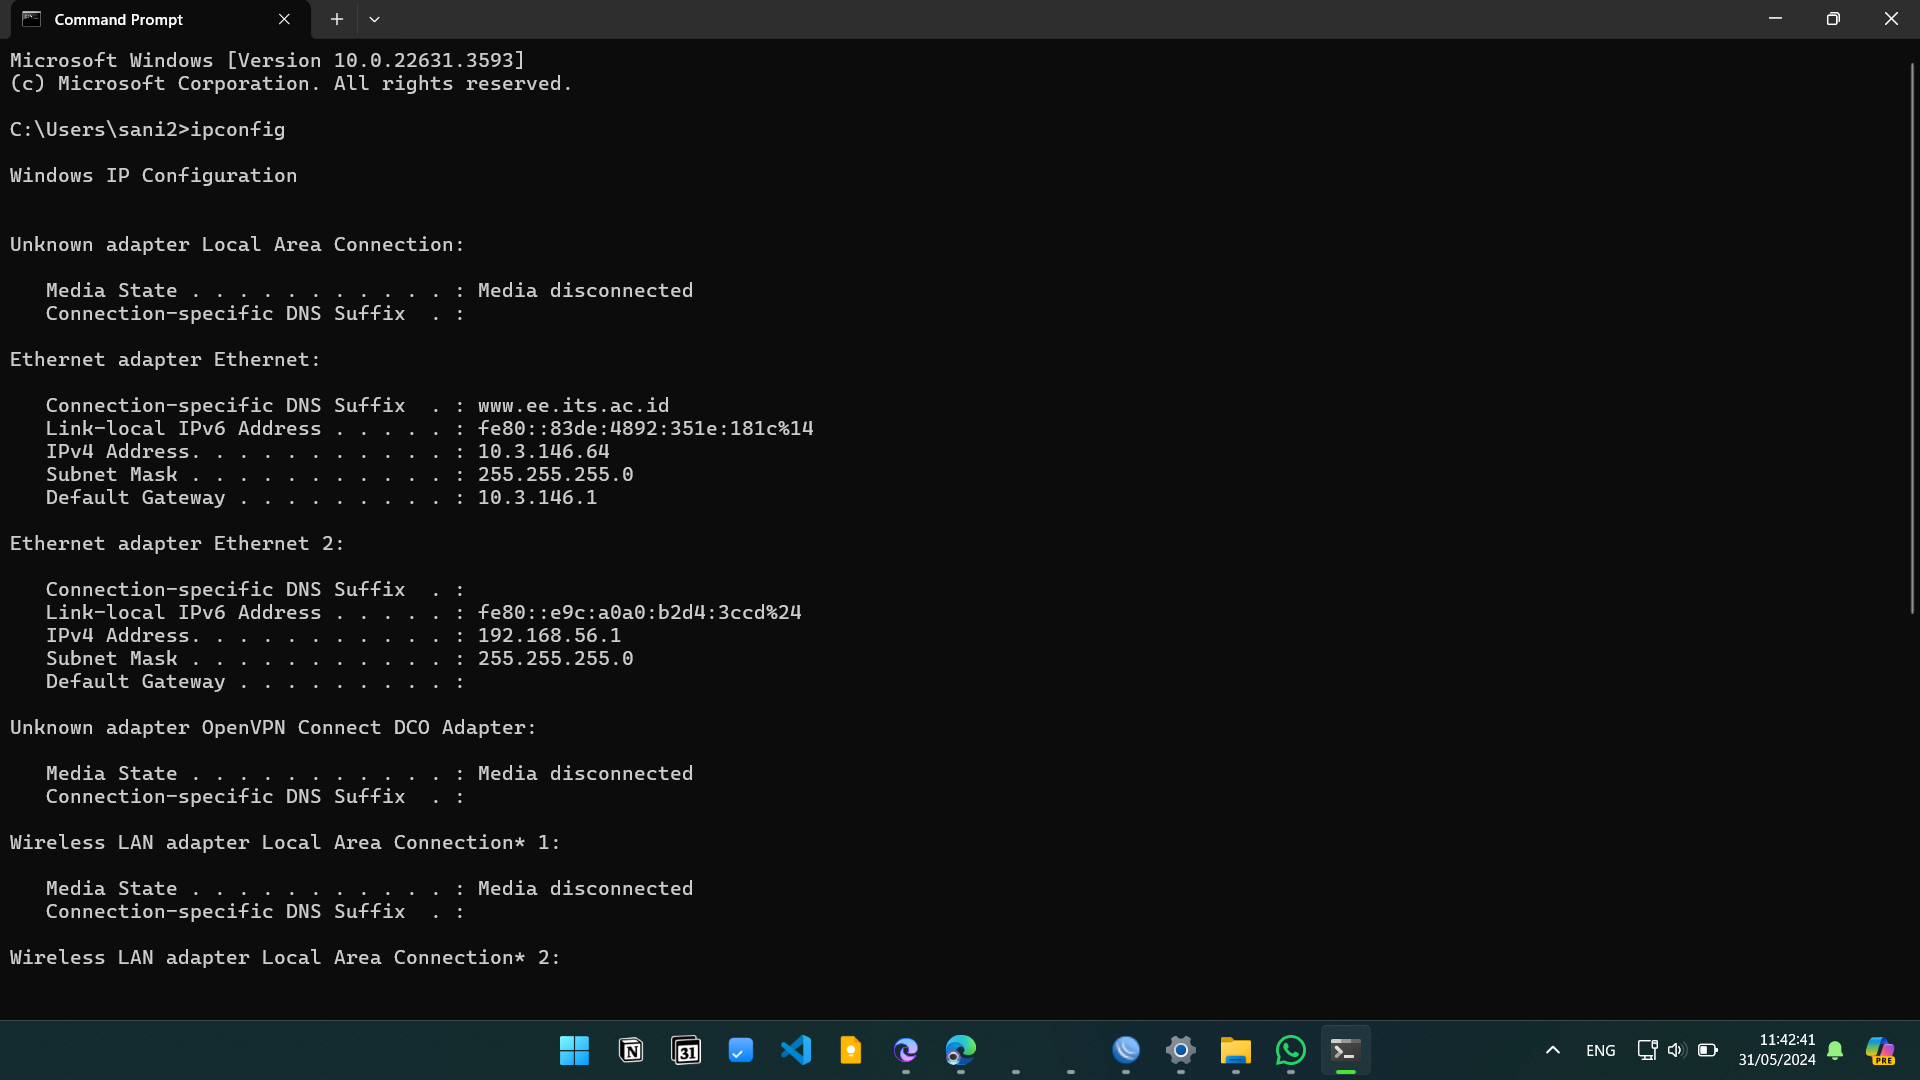 Command Prompt
Microsoft Windows [Version 10.0.22631.3593]
(c) Microsoft Corporation. All rights reserved.
C:\Users\sani2>ipconfig
Windows IP Configuration
Unknown adapter Local Area Connection:
Media State . . . . . . . . . . . : Media disconnected
Connection-specific DNS Suffix  . :
Ethernet adapter Ethernet:
Connection-specific DNS Suffix  . : www.ee.its.ac.id
Link-local IPv6 Address . . . . . : fe80::83de:4892:351e:181c%14
IPv4 Address. . . . . . . . . . . : 10.3.146.64
Subnet Mask . . . . . . . . . . . : 255.255.255.0
Default Gateway . . . . . . . . . : 10.3.146.1
Ethernet adapter Ethernet 2:
Connection-specific DNS Suffix  . :
Link-local IPv6 Address . . . . . : fe80::e9c:a0a0:b2d4:3ccd%24
IPv4 Address. . . . . . . . . . . : 192.168.56.1
Subnet Mask . . . . . . . . . . . : 255.255.255.0
Default Gateway . . . . . . . . . :
Unknown adapter OpenVPN Connect DCO Adapter:
Media State . . . . . . . . . . . : Media disconnected
Connection-specific DNS Suffix  . :
Wireless LAN adapter Local Area Connection* 1:
Media State . . . . . . . . . . . : Media disconnected
Connection-specific DNS Suffix  . :
Wireless LAN adapter Local Area Connection* 2:
31
ENG
11:42:41
31/05/2024
PRE